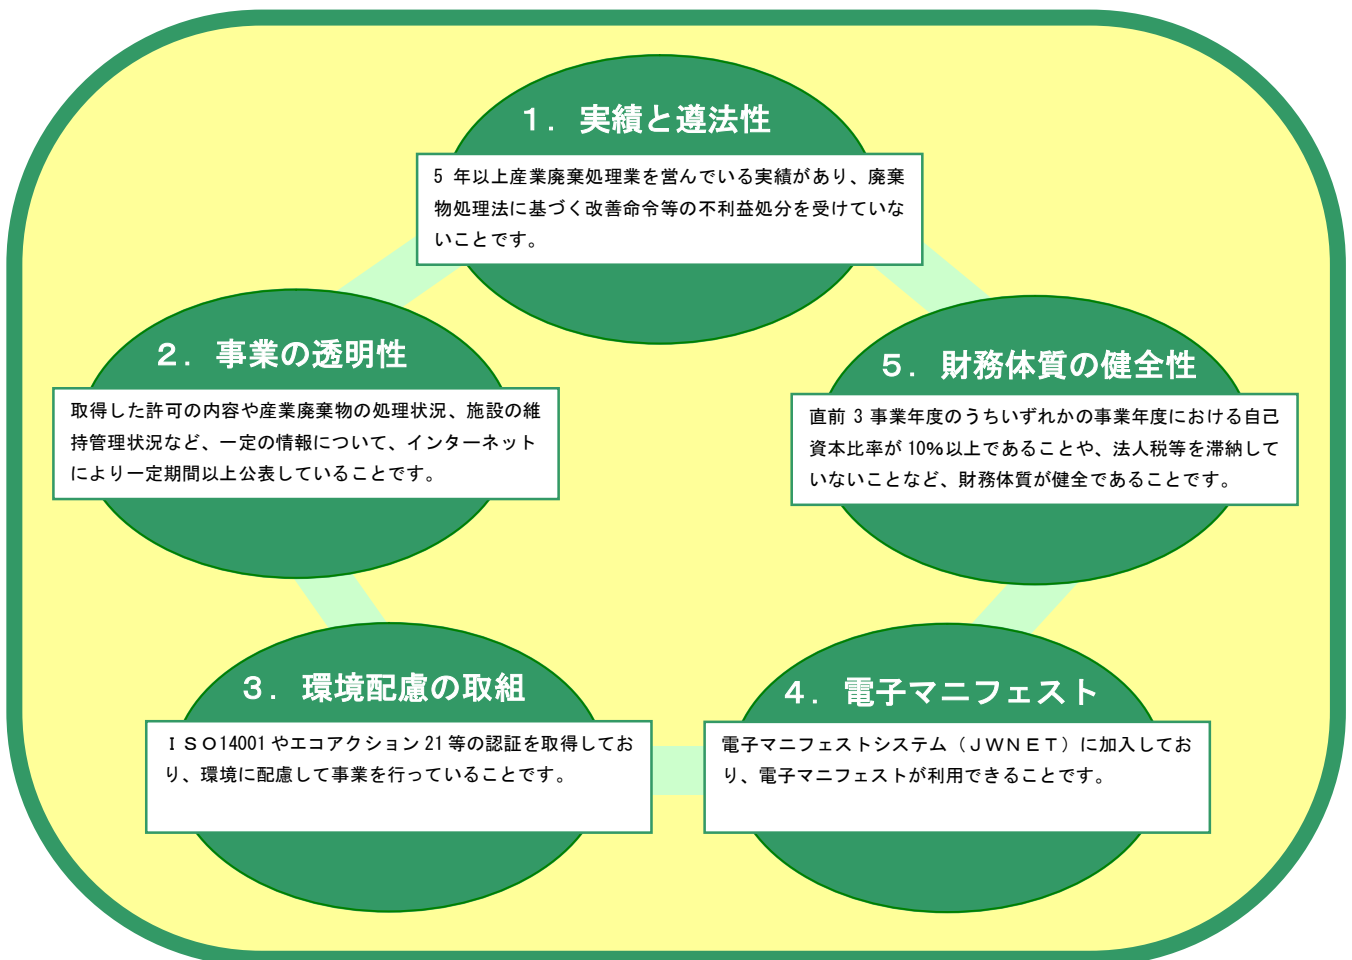 １．実績と遵法性
5 年以上産業廃棄処理業を営んでいる実績があり、廃棄
物処理法に基づく改善命令等の不利益処分を受けていな
いことです。
２．事業の透明性
取得した許可の内容や産業廃棄物の処理状況、施設の維
持管理状況など、一定の情報について、インターネット
により一定期間以上公表していることです。
３．環境配慮の取組
ＩＳＯ14001 やエコアクション 21 等の認証を取得してお
り、環境に配慮して事業を行っていることです。
４．電子マニフェスト
電子マニフェストシステム（ＪＷＮＥＴ）に加入してお
り、電子マニフェストが利用できることです。
５．財務体質の健全性
直前 3 事業年度のうちいずれかの事業年度における自己
資本比率が 10%以上であることや、法人税等を滞納して
いないことなど、財務体質が健全であることです。